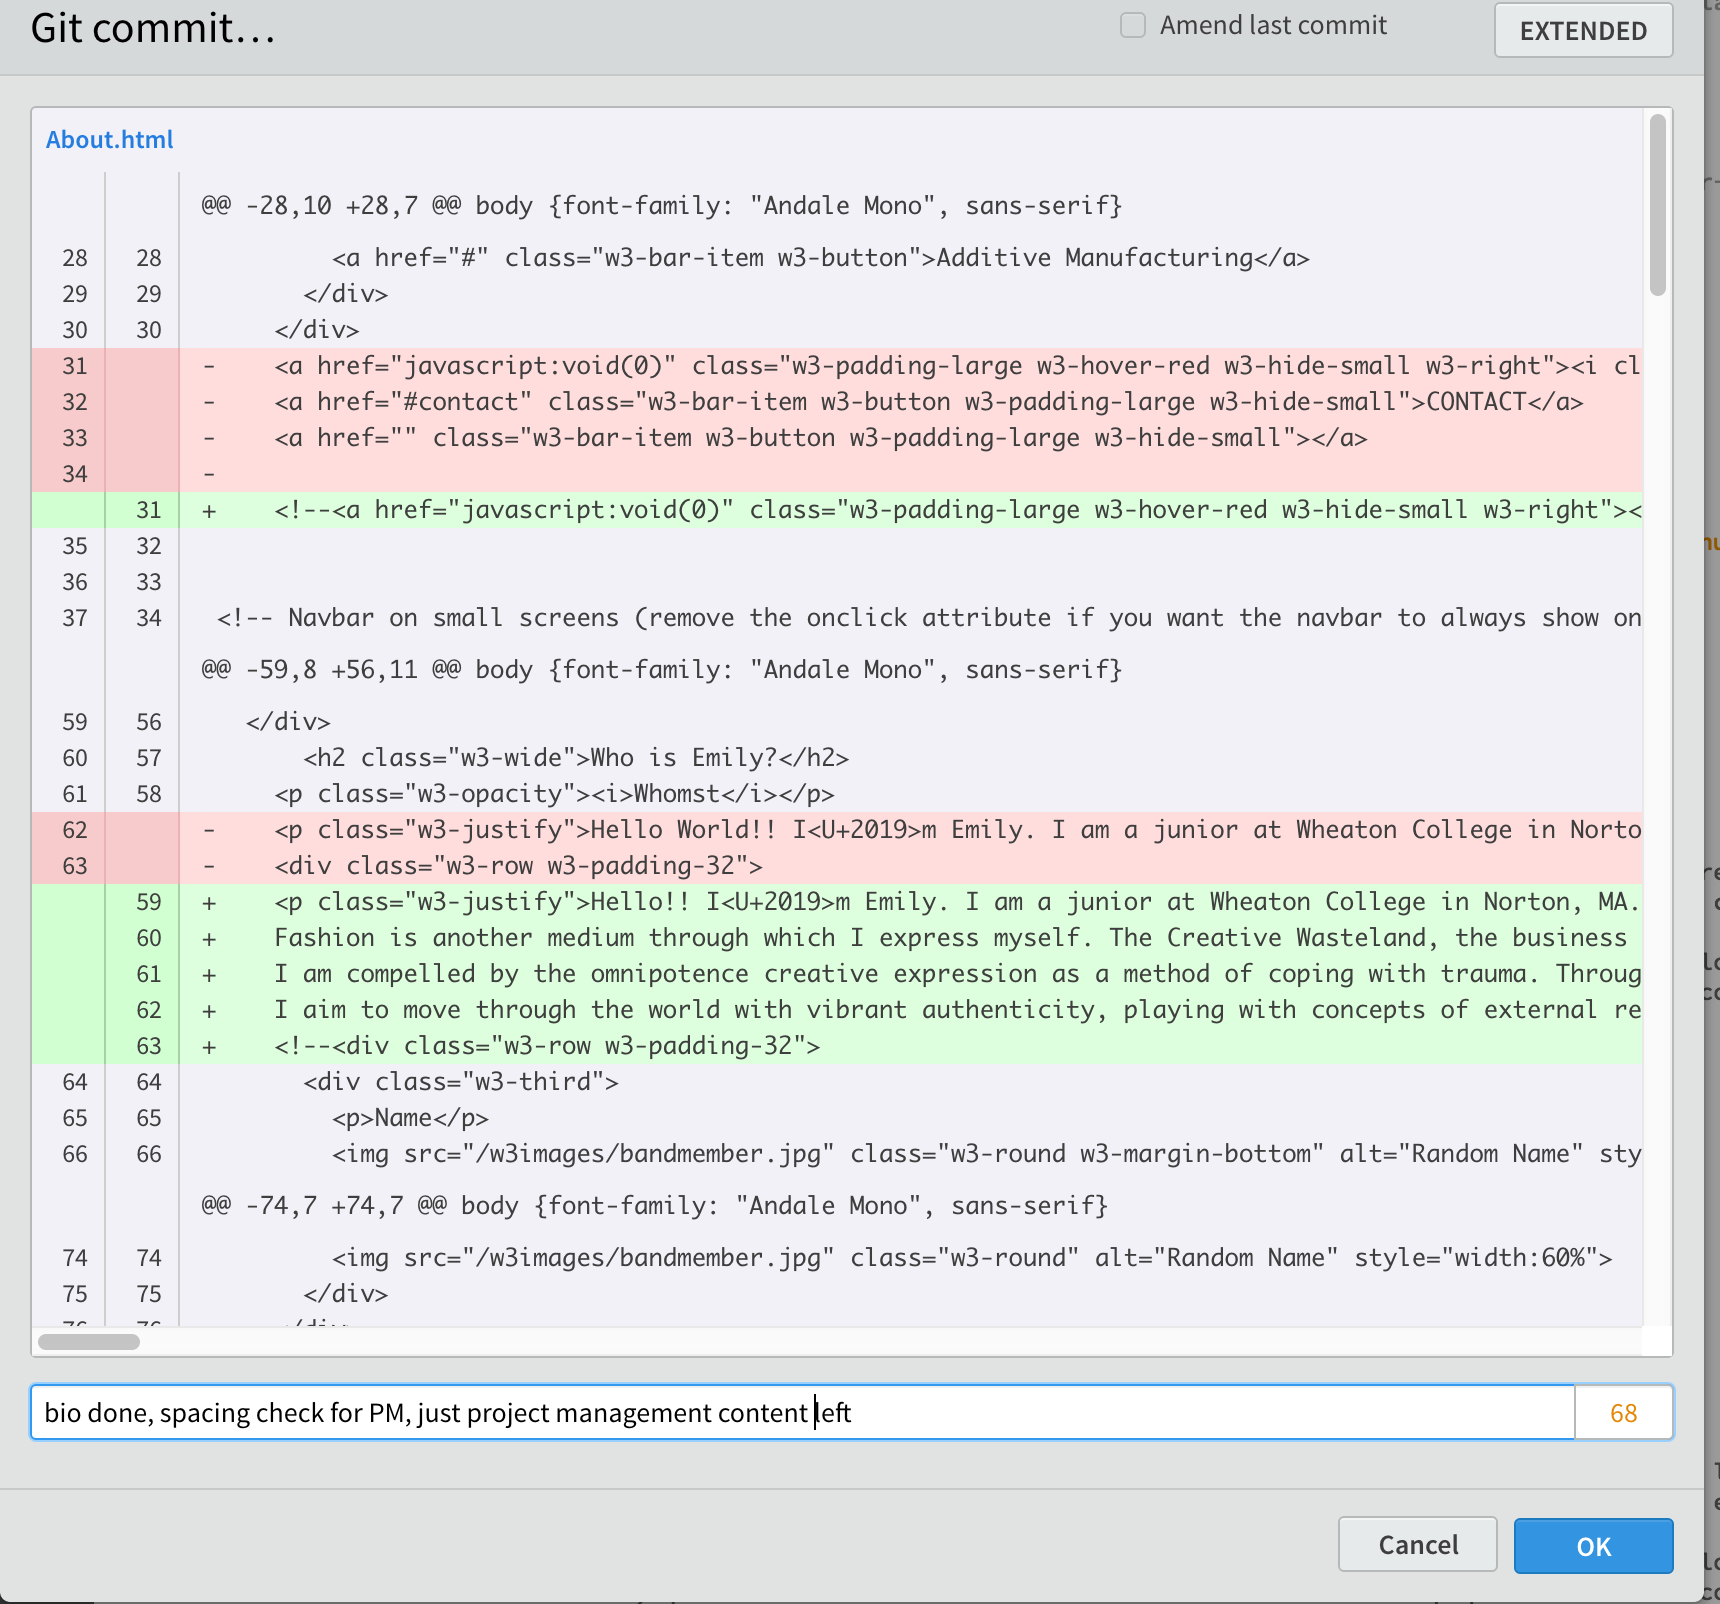 Git commit…
Amend last commit
EXTENDED
About.html
@@ -28,10 +28,7 @@ body {font-family: "Andale Mono", sans-serif}
28 28 <a href="#" class="w3-bar-item w3-button">Additive Manufacturing</a>
29 29 </div>
30 30 </div>
31 - <a href="javascript:void(0)" class="w3-padding-large w3-hover-red w3-hide-small w3-right"><i cl
32 - <a href="#contact" class="w3-bar-item w3-button w3-padding-large w3-hide-small">CONTACT</a>
33 - <a href="" class="w3-bar-item w3-button w3-padding-large w3-hide-small"></a>
34 -
31 + <!--<a href="javascript:void(0)" class="w3-padding-large w3-hover-red w3-hide-small w3-right"><
35 32
36 33
37 34 <!-- Navbar on small screens (remove the onclick attribute if you want the navbar to always show on
@@ -59,8 +56,11 @@ body {font-family: "Andale Mono", sans-serif}
59 56 </div>
60 57 <h2 class="w3-wide">Who is Emily?</h2>
61 58 <p class="w3-opacity"><i>Whomst</i></p>
62 - <p class="w3-justify">Hello World!! I<U+2019>m Emily. I am a junior at Wheaton College in Norto
63 - <div class="w3-row w3-padding-32">
59 + <p class="w3-justify">Hello!! I<U+2019>m Emily. I am a junior at Wheaton College in Norton, MA.
60 + Fashion is another medium through which I express myself. The Creative Wasteland, the business
61 + I am compelled by the omnipotence creative expression as a method of coping with trauma. Throug
62 + I aim to move through the world with vibrant authenticity, playing with concepts of external re
63 + <!--<div class="w3-row w3-padding-32">
64 64 <div class="w3-third">
65 65 <p>Name</p>
66 66 <img src="/w3images/bandmember.jpg" class="w3-round w3-margin-bottom" alt="Random Name" sty
@@ -74,7 +74,7 @@ body {font-family: "Andale Mono", sans-serif}
74 74 <img src="/w3images/bandmember.jpg" class="w3-round" alt="Random Name" style="width:60%">
75 75 </div>
bio done, spacing check for PM, just project management content left
68
Cancel
OK